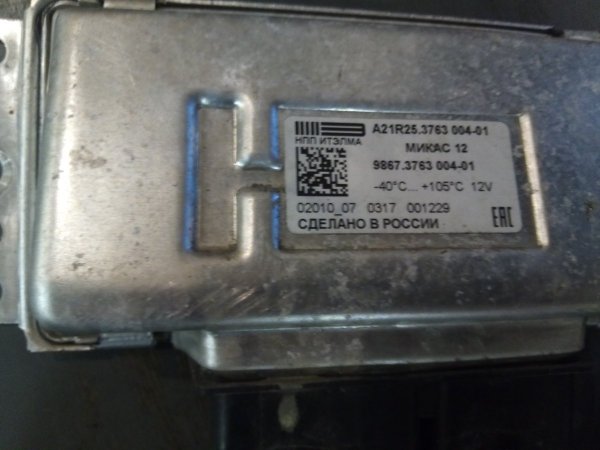 A21R25.3763 004-01
НПП ИТЭЛМА
МИКАС 12
9867.3763 004-01
-40°C... +105°C 12V
02010_07 0317 001229
СДЕЛАНО В РОССИИ
EAC